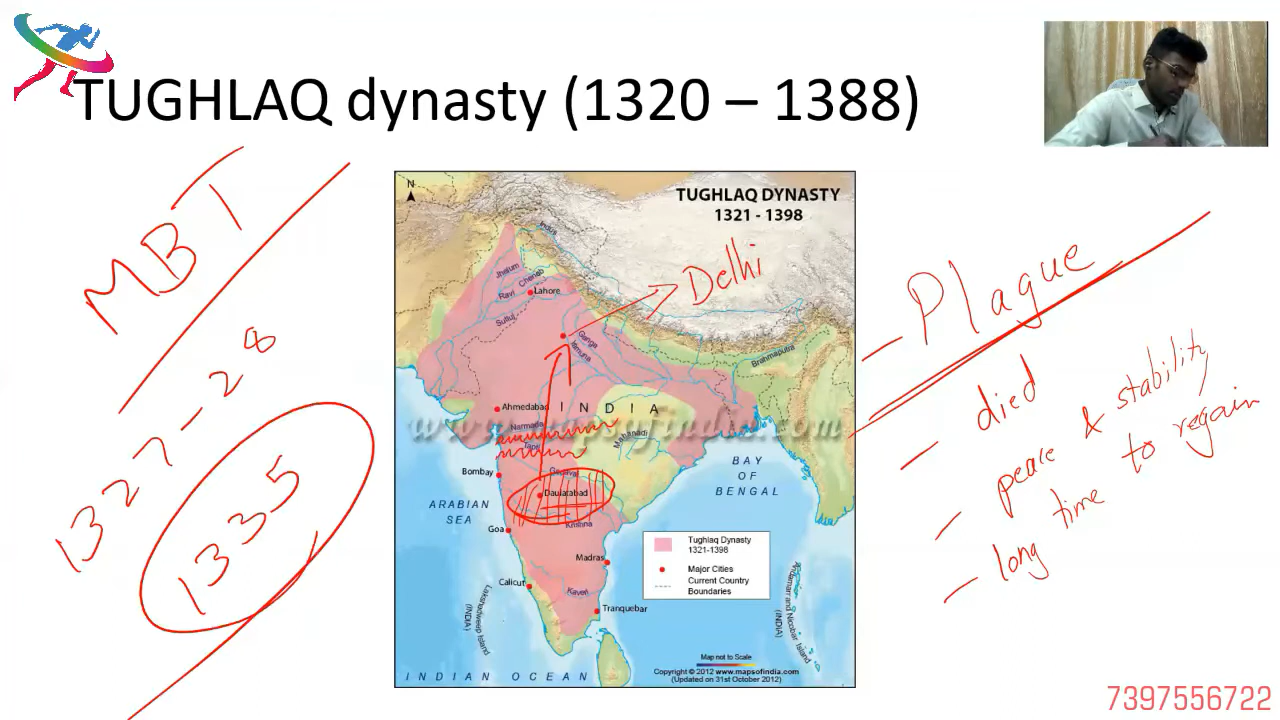 TUGHLAQ dynasty (1320 – 1388)
MBT
1327-28
1335
N
TUGHLAQ DYNASTY
1321 - 1398
Indus
Jhelum
Chenab
Ravi
Lahore
Sutluj
Delhi
Ganga
Yamuna
Brahmaputra
Ahmedabad
INDIA
www.mapsofindia.com
Narmada
Tapti
Mahanadi
Bombay
Godavari
Daulatabad
BAY
OF
BENGAL
ARABIAN
SEA
Goa
Krishna
Madras
Calicut
Kaveri
Tranquebar
Lakshadweep Island
(INDIA)
Andaman and Nicobar Island
(INDIA)
Tughlaq Dynasty
1321-1398
Major Cities
Current Country
Boundaries
Map not to Scale
Copyright © 2012 www.mapsofindia.com
(Updated on 31st October 2012)
INDIAN OCEAN
- Plague
- died
- peace & stability
- long time to regain
7397556722